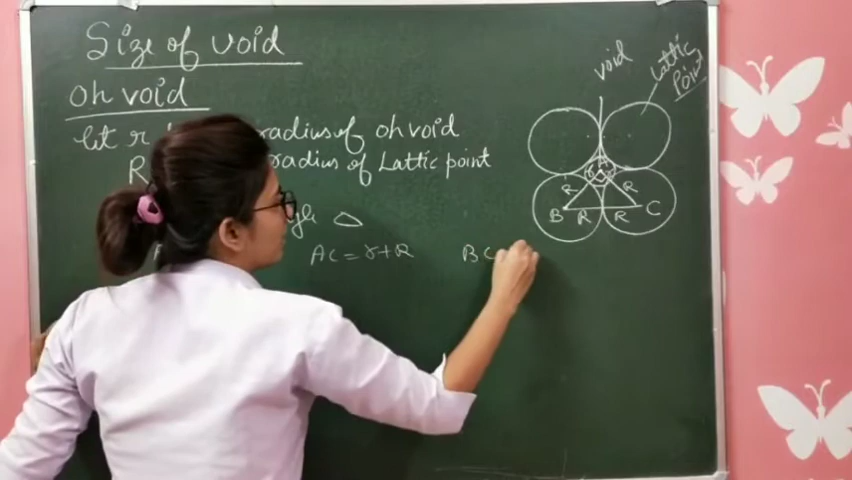 Size of void
oh void
let r radius of oh void
R radius of Lattic point
AC = r + R BC
void
Lattic
Point
A
r r
R R
B R R C